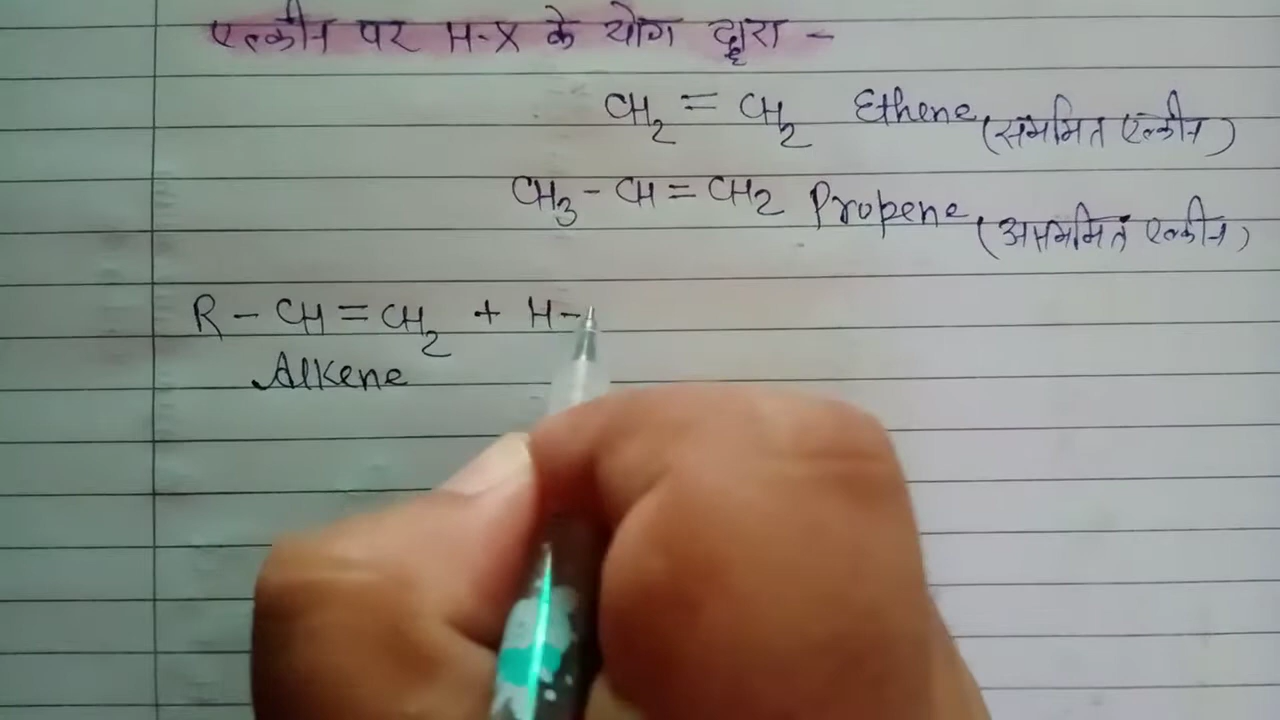 एल्कीन पर H-X के योग द्वारा -
CH₂ = CH₂ Ethene (सममित एल्कीन)
CH₃ - CH = CH2 Propene (असममित एल्कीन)
R - CH = CH₂ + H -
Alkene